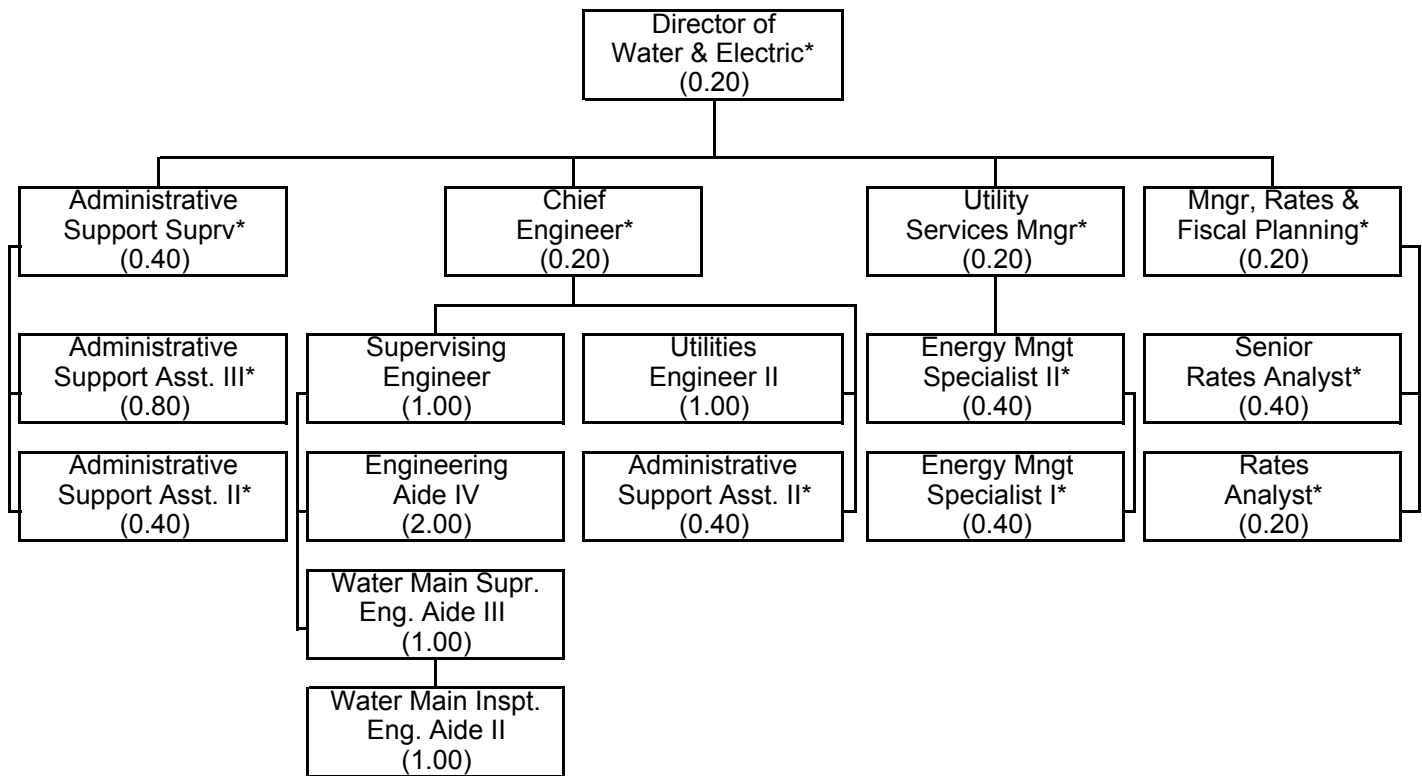 Director of
Water & Electric*
(0.20)
Administrative
Support Suprv*
(0.40)
Chief
Engineer*
(0.20)
Utility
Services Mngr*
(0.20)
Mngr, Rates &
Fiscal Planning*
(0.20)
Administrative
Support Asst. III*
(0.80)
Supervising
Engineer
(1.00)
Utilities
Engineer II
(1.00)
Energy Mngt
Specialist II*
(0.40)
Senior
Rates Analyst*
(0.40)
Administrative
Support Asst. II*
(0.40)
Engineering
Aide IV
(2.00)
Administrative
Support Asst. II*
(0.40)
Energy Mngt
Specialist I*
(0.40)
Rates
Analyst*
(0.20)
Water Main Supr.
Eng. Aide III
(1.00)
Water Main Inspt.
Eng. Aide II
(1.00)